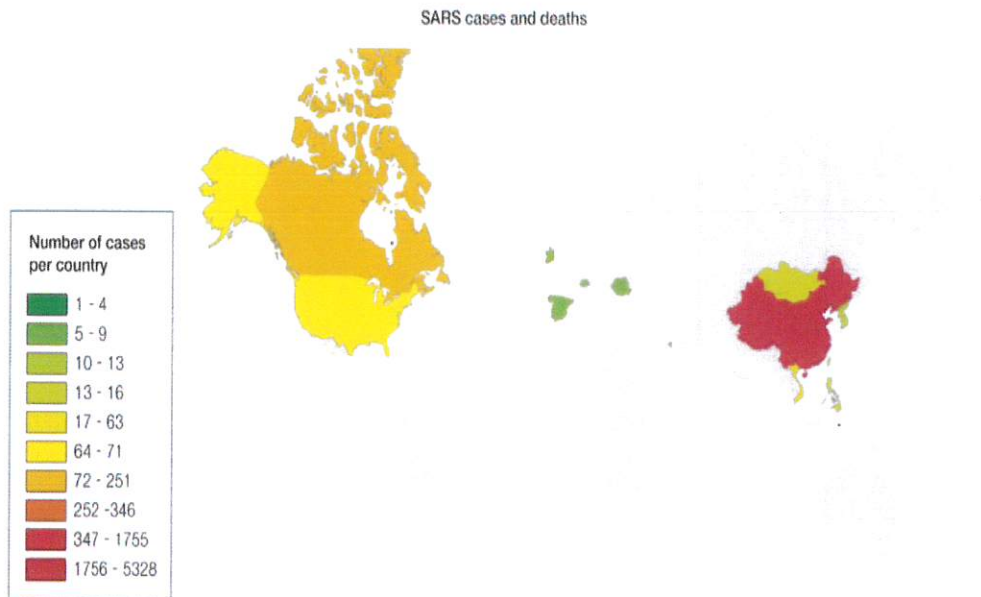 SARS cases and deaths
Number of cases
per country
1 - 4
5 - 9
10 - 13
13 - 16
17 - 63
64 - 71
72 - 251
252 -346
347 - 1755
1756 - 5328